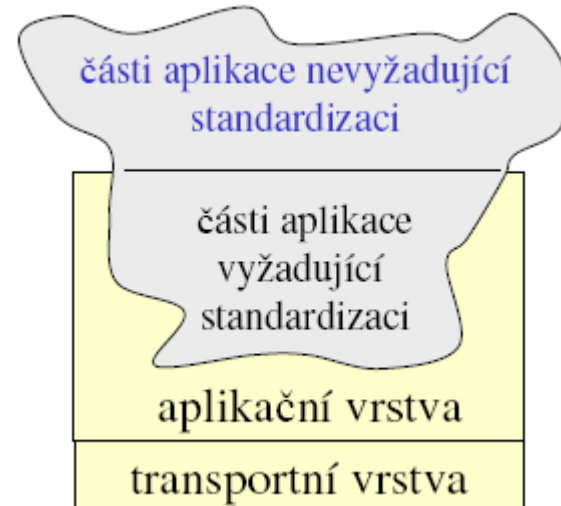 části aplikace nevyžadující
standardizaci
části aplikace
vyžadující
standardizaci
aplikační vrstva
transportní vrstva